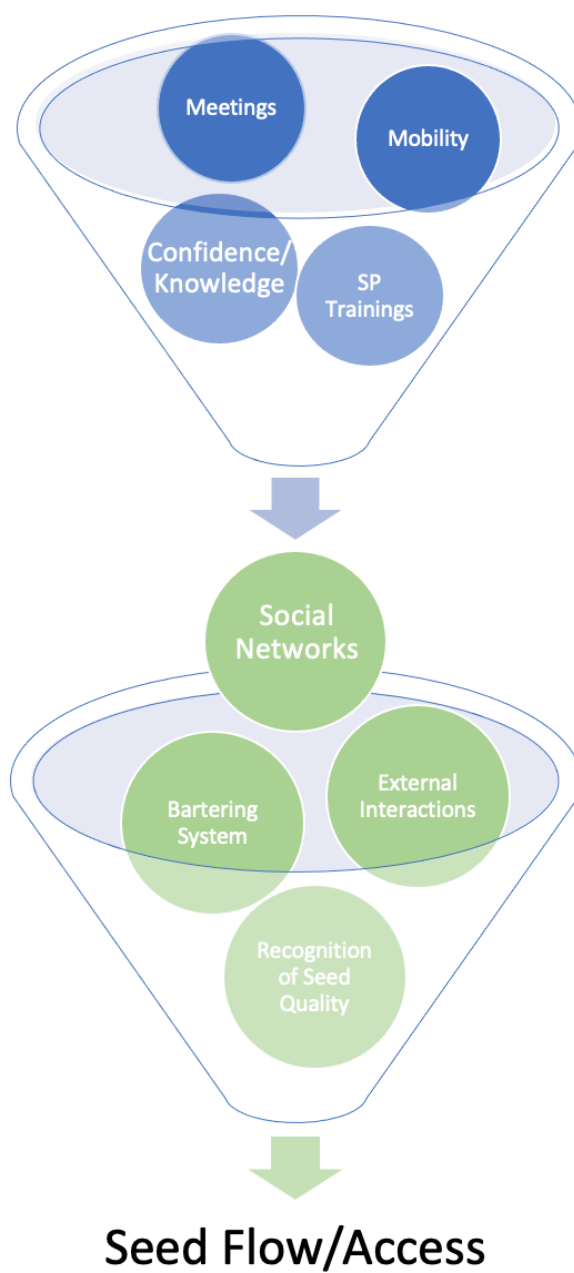 Meetings
Mobility
Confidence/
Knowledge
SP
Trainings
Social
Networks
External
Interactions
Bartering
System
Recognition
of Seed
Quality
Seed Flow/Access